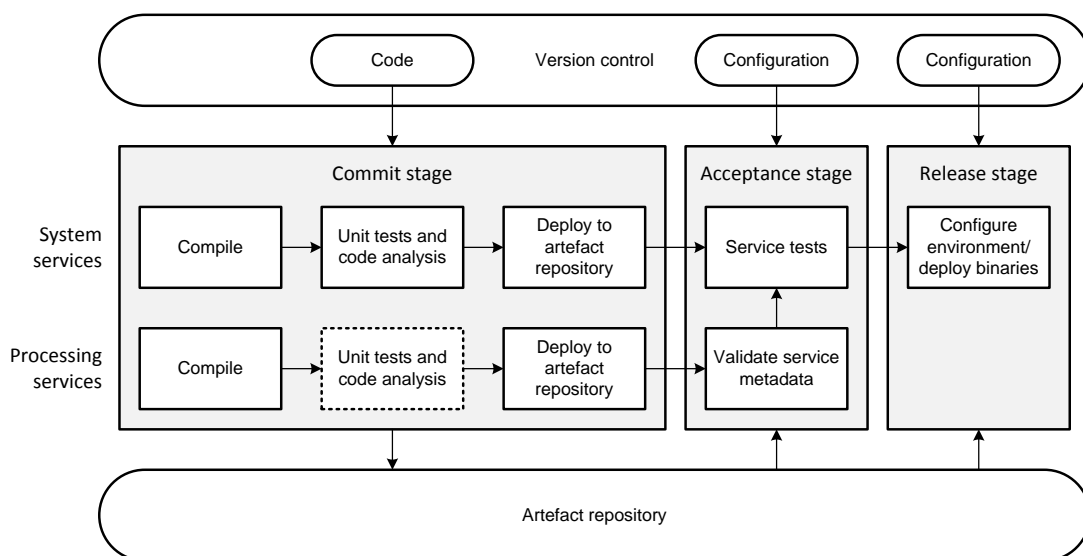 Code
Version control
Configuration
Configuration
Commit stage
Acceptance stage
Release stage
System
services
Compile
Unit tests and
code analysis
Deploy to
artefact
repository
Service tests
Configure
environment/
deploy binaries
Processing
services
Compile
Unit tests and
code analysis
Deploy to
artefact
repository
Validate service
metadata
Artefact repository